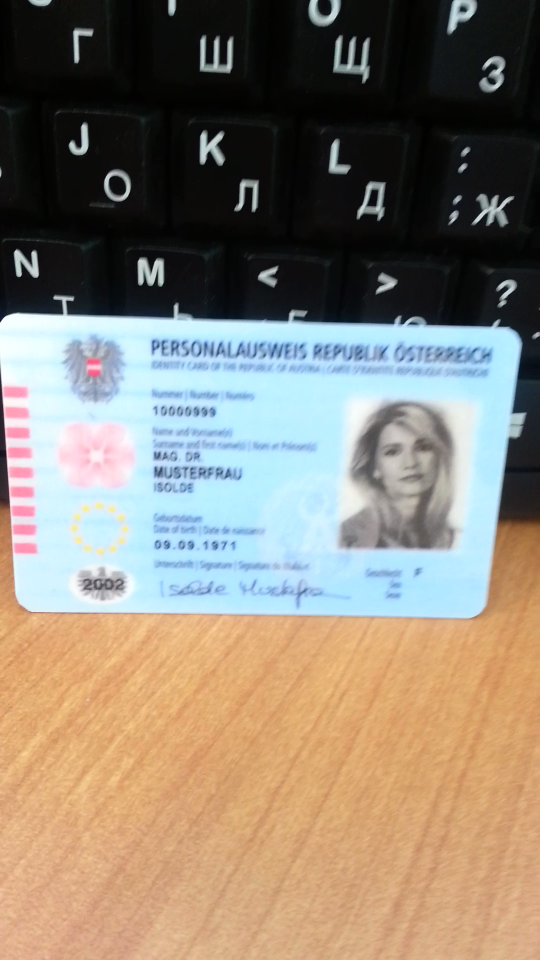 Г Ш Щ P З
J О K Л L Д : ; Ж
N T M < > ?
PERSONALAUSWEIS REPUBLIK ÖSTERREICH
IDENTITY CARD OF THE REPUBLIC OF AUSTRIA | CARTE D'IDENTITÉ RÉPUBLIQUE D'AUTRICHE
Nummer | Number | Numéro
10000999
Name und Vorname(n)
Surname and first name(s) | Nom et Prénom(s)
MAG. DR.
MUSTERFRAU
ISOLDE
Geburtsdatum
Date of birth | Date de naissance
09.09.1971
Unterschrift | Signature | Signature du titulaire
Isolde Musterfrau
Geschlecht F
Sex
Sexe
2002